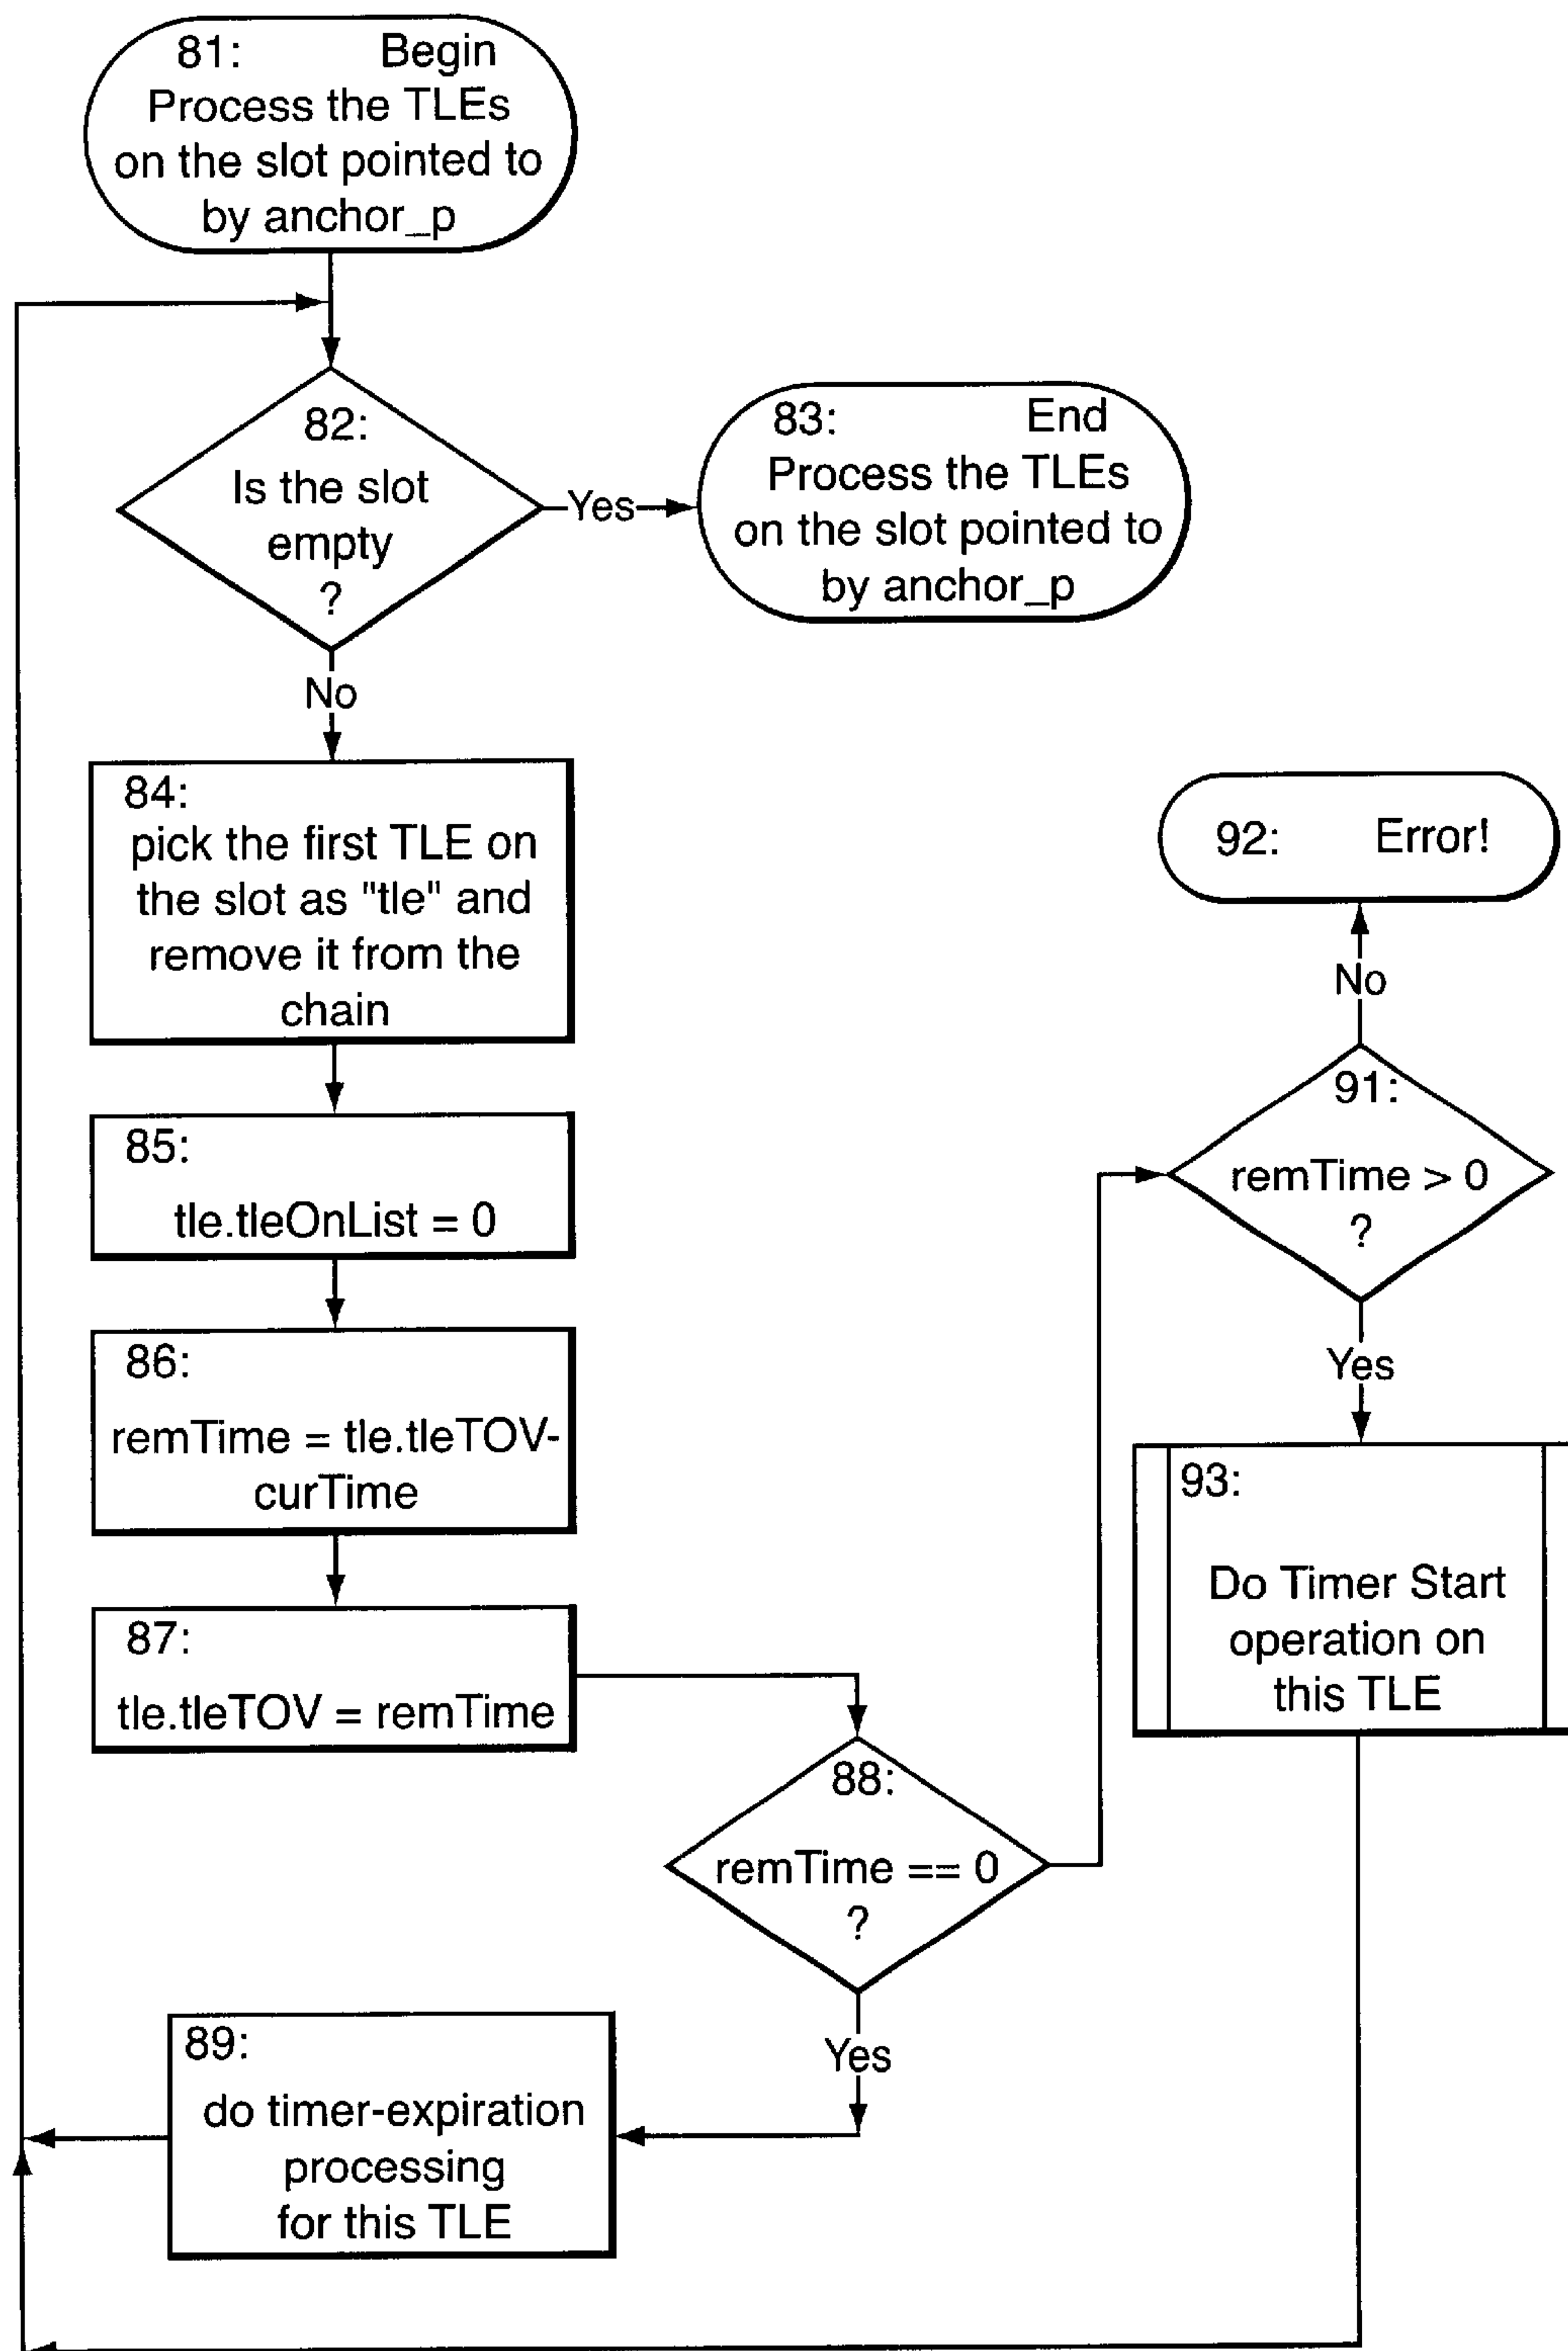 81: Begin
Process the TLEs
on the slot pointed to
by anchor_p
82:
Is the slot
empty
?
Yes
83: End
Process the TLEs
on the slot pointed to
by anchor_p
No
84:
pick the first TLE on
the slot as "tle" and
remove it from the
chain
85:
tle.tleOnList = 0
86:
remTime = tle.tleTOV-
curTime
87:
tle.tleTOV = remTime
88:
remTime == 0
?
Yes
89:
do timer-expiration
processing
for this TLE
92: Error!
No
91:
remTime > 0
?
Yes
93:
Do Timer Start
operation on
this TLE